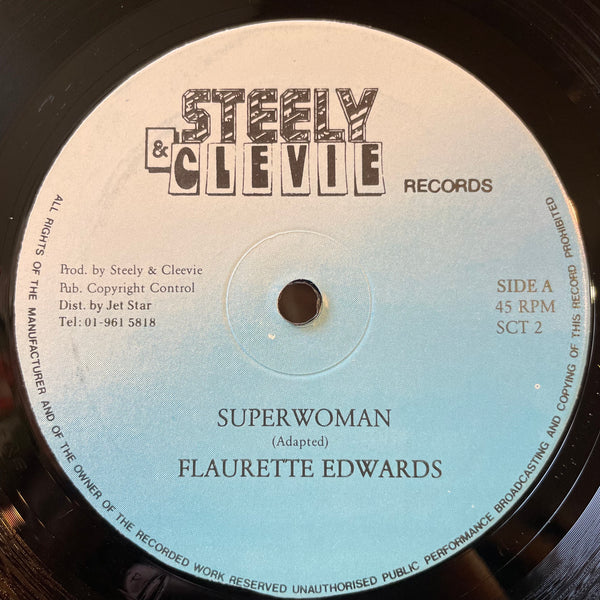 STEELY
& CLEVIE RECORDS
Prod. by Steely & Cleevie
Pub. Copyright Control
Dist. by Jet Star
Tel: 01-961 5818
SIDE A
45 RPM
SCT 2
SUPERWOMAN
(Adapted)
FLAURETTE EDWARDS
ALL RIGHTS OF THE MANUFACTURER AND OF THE OWNER OF THE RECORDED WORK RESERVED UNAUTHORISED PUBLIC PERFORMANCE BROADCASTING AND COPYING OF THIS RECORD PROHIBITED